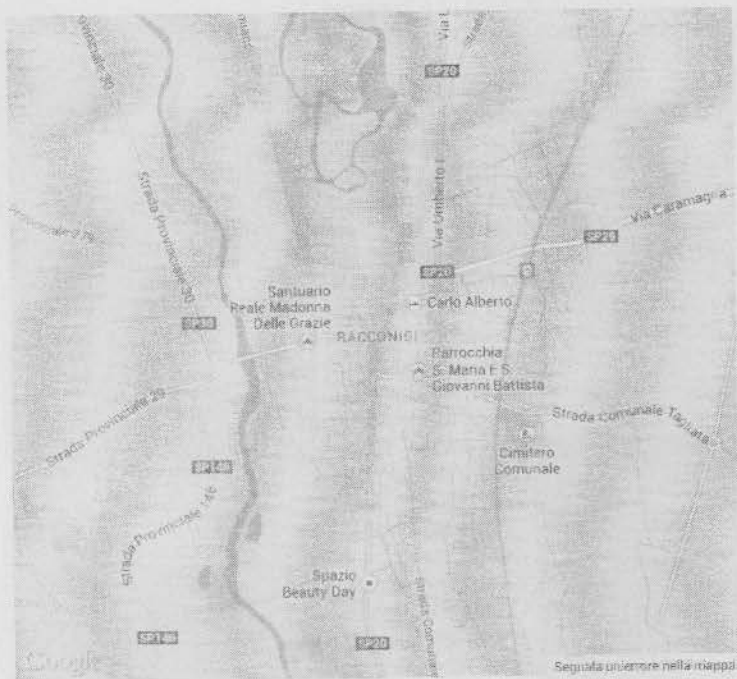 SP20
Via Umberto I
Via Caramagna
SP29
SP20
Strada Provinciale 30
Santuario
Reale Madonna
Delle Grazie
Carlo Alberto
SP30
RACCONIGI
Parrocchia
S. Maria E S.
Giovanni Battista
Strada Provinciale 29
Strada Comunale Tagliata
Cimitero
Comunale
SP146
Strada Provinciale 146
Spazio
Beauty Day
Strada Comunale
SP146
SP20
Google
Segnala un errore nella mappa